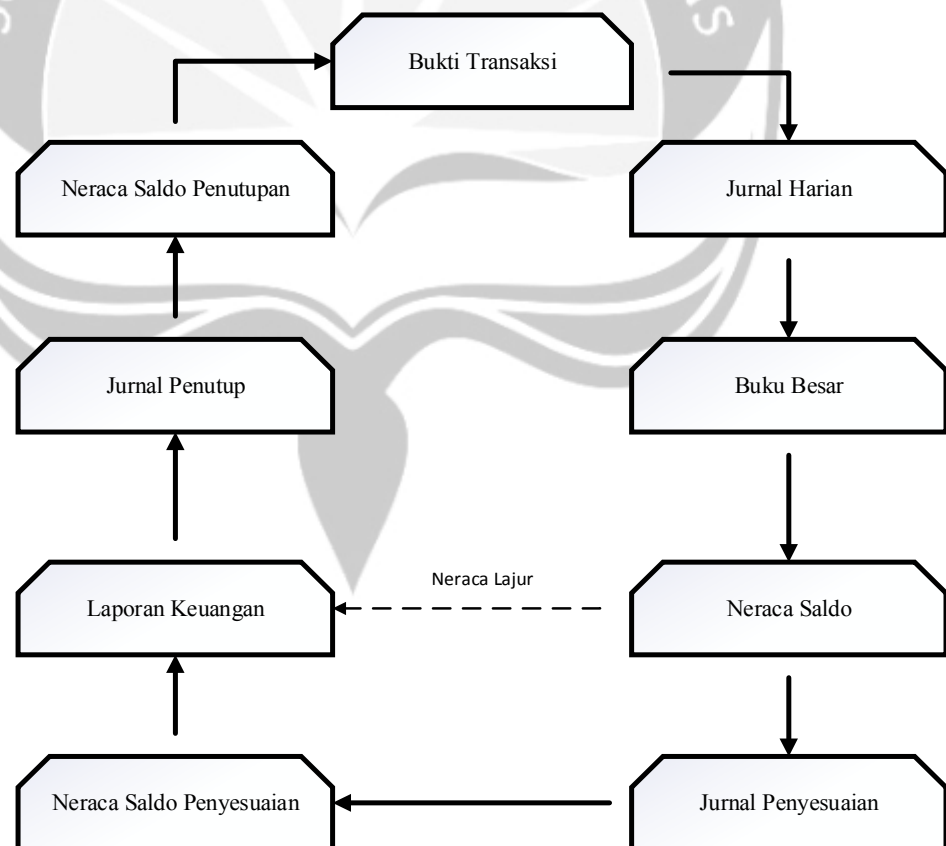 Bukti Transaksi
Neraca Saldo Penutupan
Jurnal Harian
Jurnal Penutup
Buku Besar
Neraca Lajur
Laporan Keuangan
Neraca Saldo
Neraca Saldo Penyesuaian
Jurnal Penyesuaian